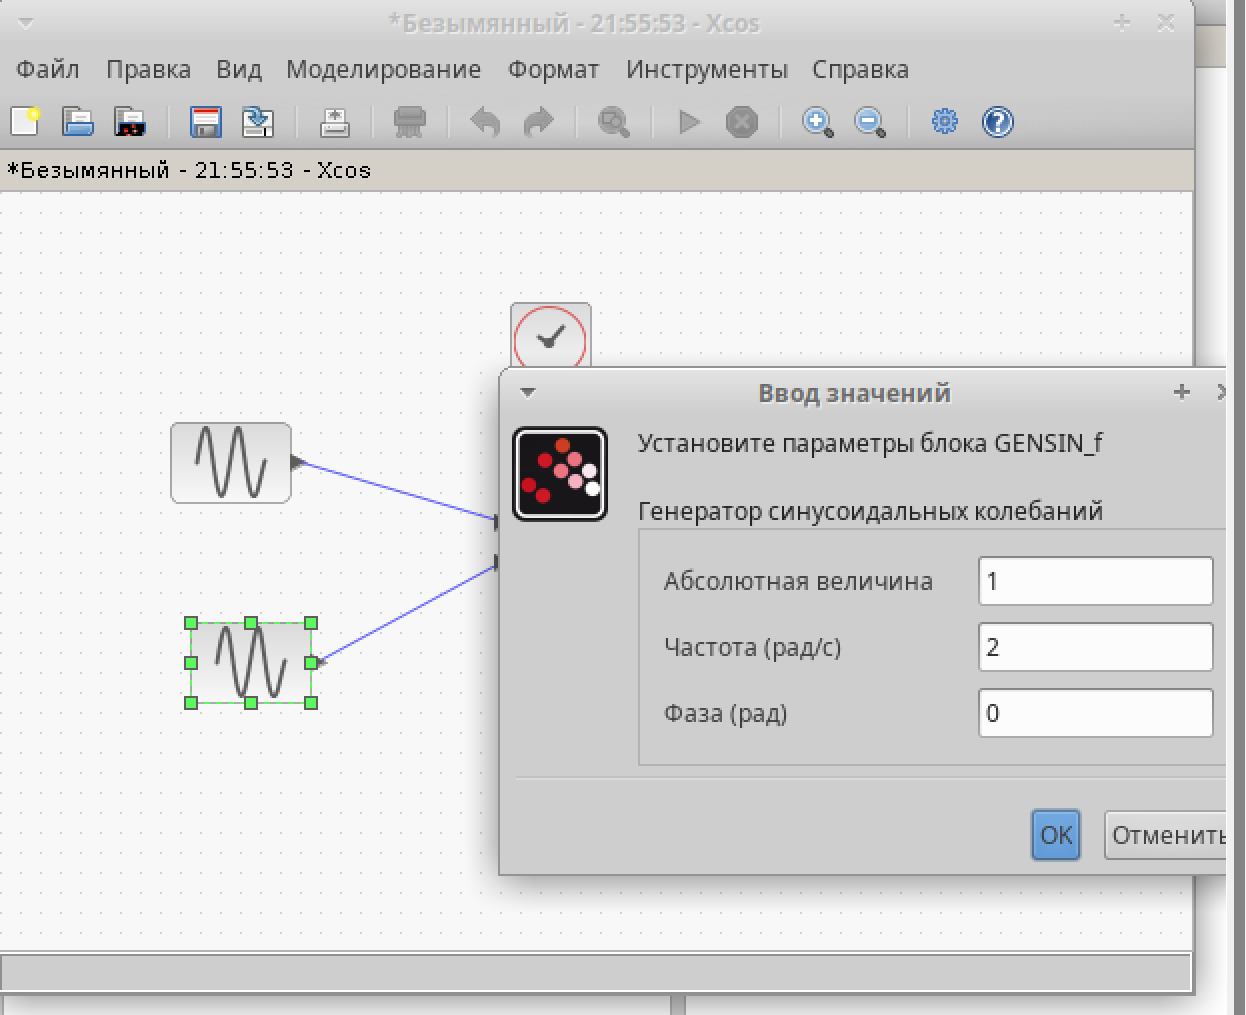 *Безымянный - 21:55:53 - Xcos
Файл Правка Вид Моделирование Формат Инструменты Справка
*Безымянный - 21:55:53 - Xcos
Ввод значений
Установите параметры блока GENSIN_f
Генератор синусоидальных колебаний
Абсолютная величина 1
Частота (рад/с) 2
Фаза (рад) 0
OK Отменить